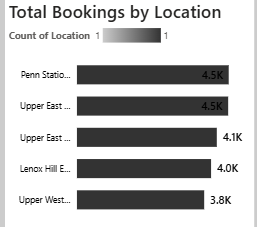 Total Bookings by Location
Count of Location 1 1
Penn Statio... 4.5K
Upper East ... 4.5K
Upper East ... 4.1K
Lenox Hill E... 4.0K
Upper West... 3.8K